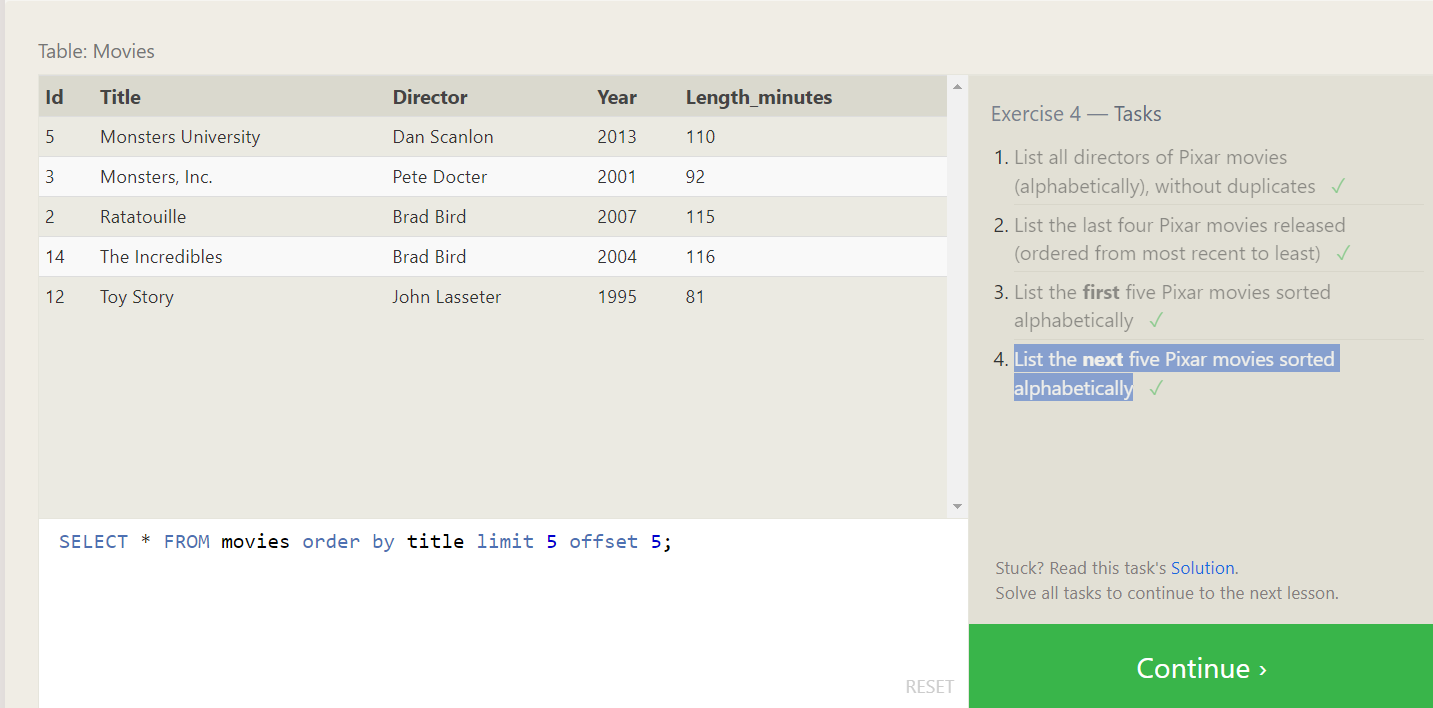 Table: Movies
Id Title Director Year Length_minutes
5 Monsters University Dan Scanlon 2013 110
3 Monsters, Inc. Pete Docter 2001 92
2 Ratatouille Brad Bird 2007 115
14 The Incredibles Brad Bird 2004 116
12 Toy Story John Lasseter 1995 81
SELECT * FROM movies order by title limit 5 offset 5;
RESET
Exercise 4 — Tasks
1. List all directors of Pixar movies
(alphabetically), without duplicates ✓
2. List the last four Pixar movies released
(ordered from most recent to least) ✓
3. List the first five Pixar movies sorted
alphabetically ✓
4. List the next five Pixar movies sorted
alphabetically ✓
Stuck? Read this task's Solution.
Solve all tasks to continue to the next lesson.
Continue ›